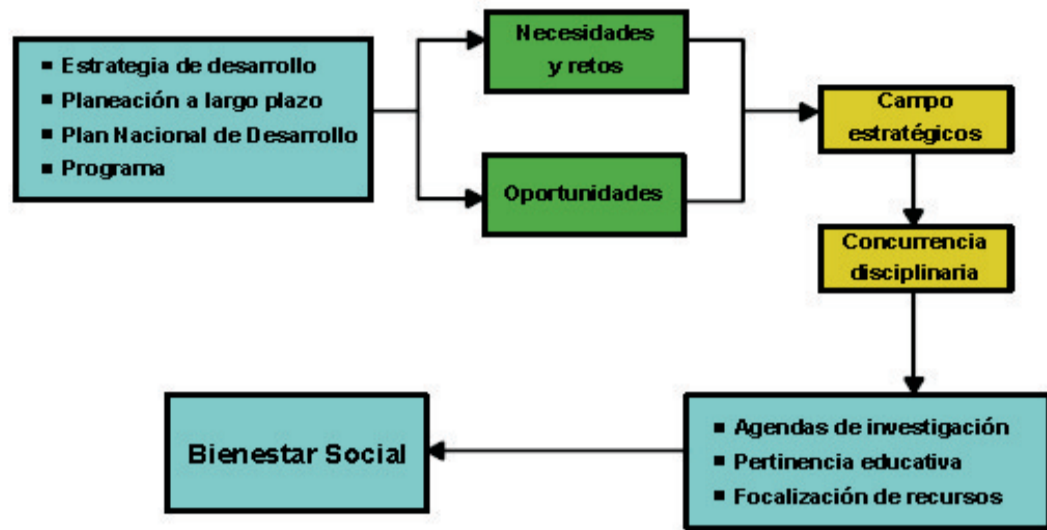 ▪ Estrategia de desarrollo
▪ Planeación a largo plazo
▪ Plan Nacional de Desarrollo
▪ Programa
Necesidades
y retos
Oportunidades
Campo
estratégicos
Concurrencia
disciplinaria
▪ Agendas de investigación
▪ Pertinencia educativa
▪ Focalización de recursos
Bienestar Social